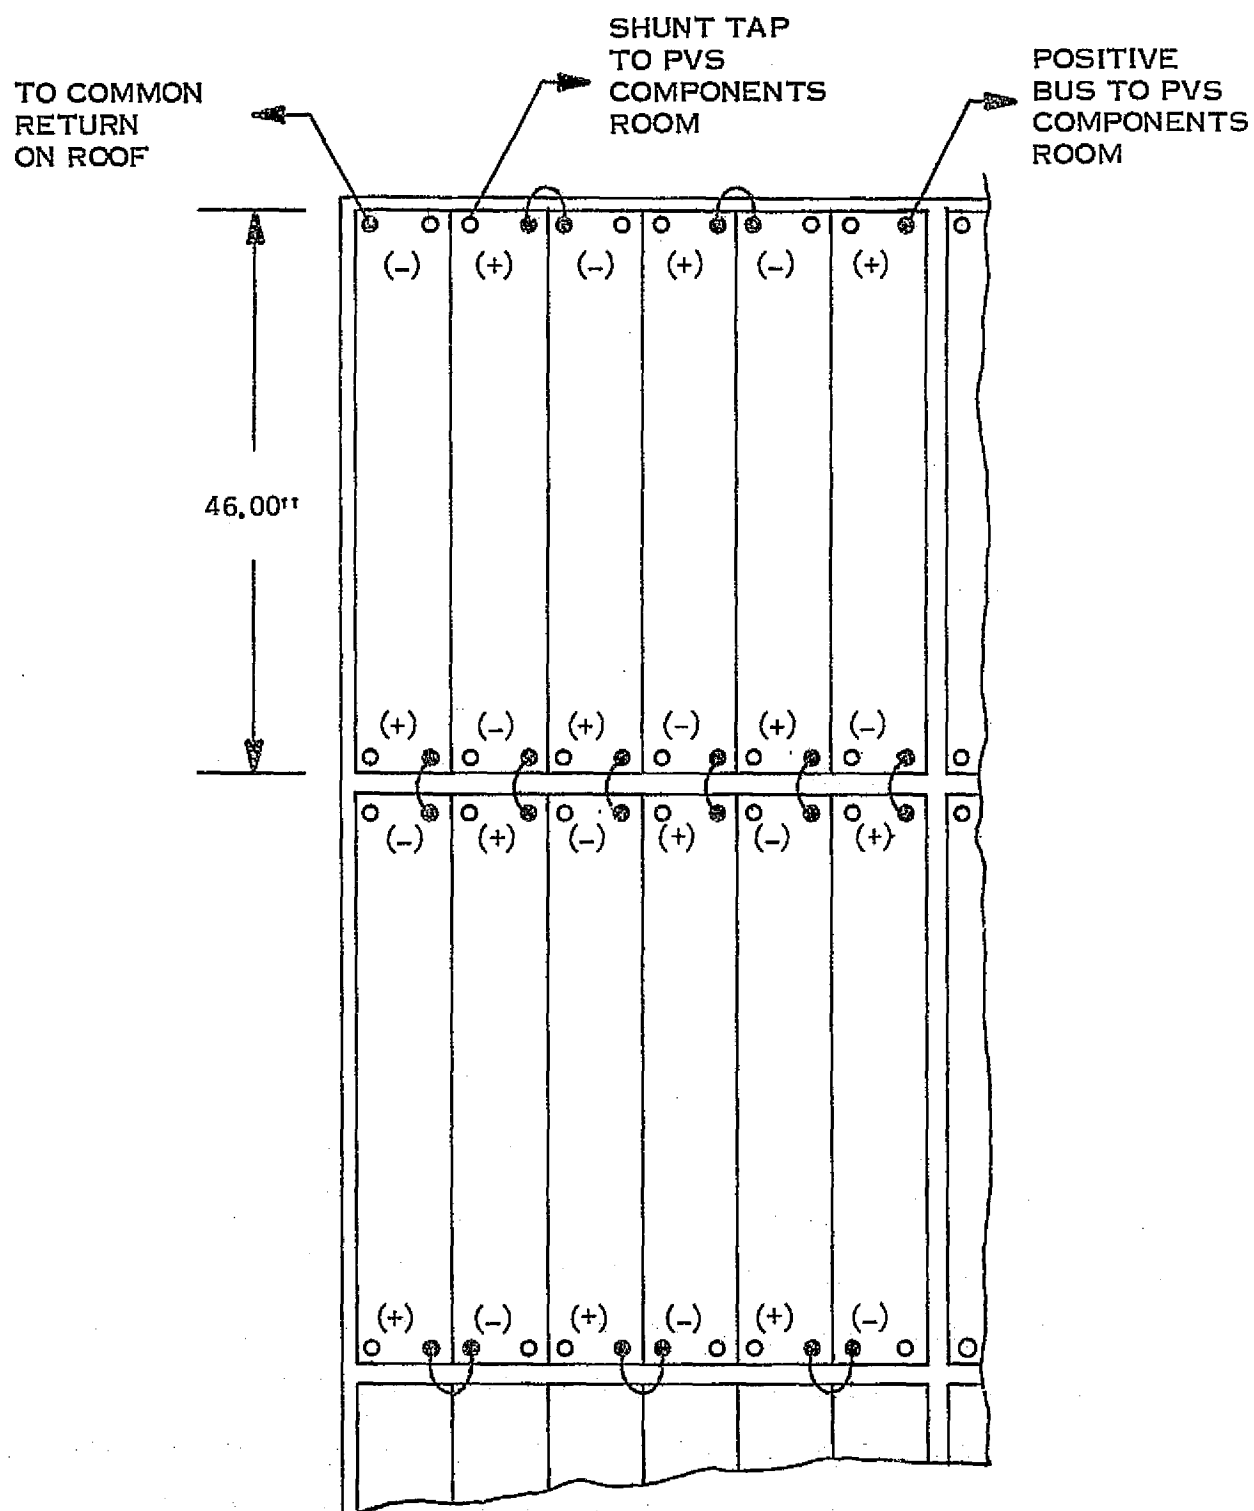 TO COMMON
RETURN
ON ROOF
SHUNT TAP
TO PVS
COMPONENTS
ROOM
POSITIVE
BUS TO PVS
COMPONENTS
ROOM
(-) (+) (-) (+) (-) (+)
46.00"
(+) (-) (+) (-) (+) (-)
(-) (+) (-) (+) (-) (+)
(+) (-) (+) (-) (+) (-)